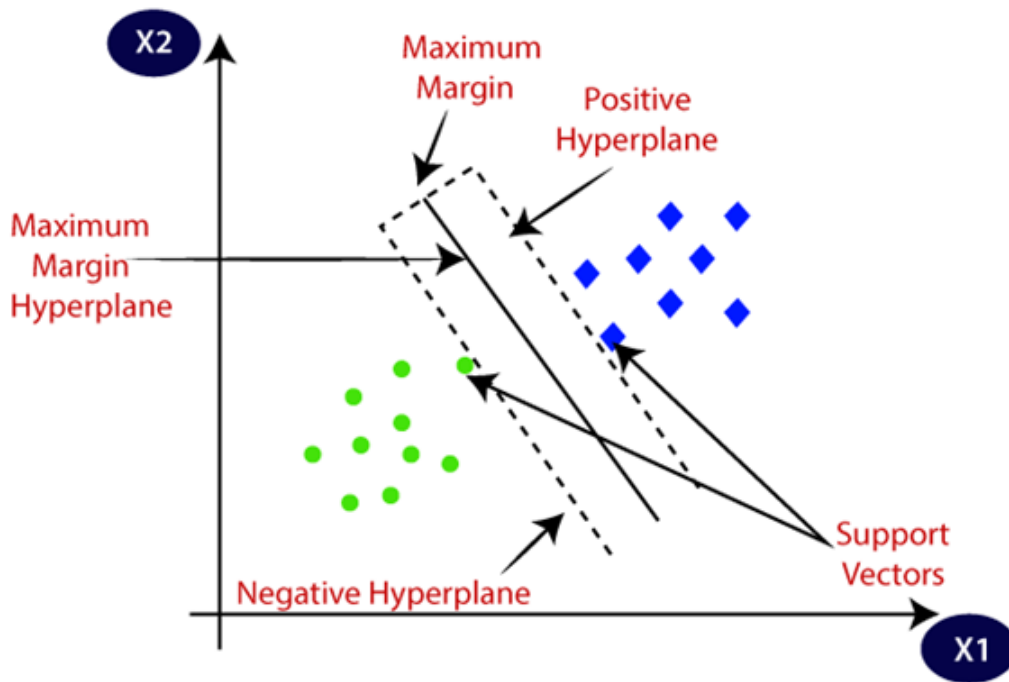 X2
Maximum
Margin
Positive
Hyperplane
Maximum
Margin
Hyperplane
Support
Vectors
Negative Hyperplane
X1